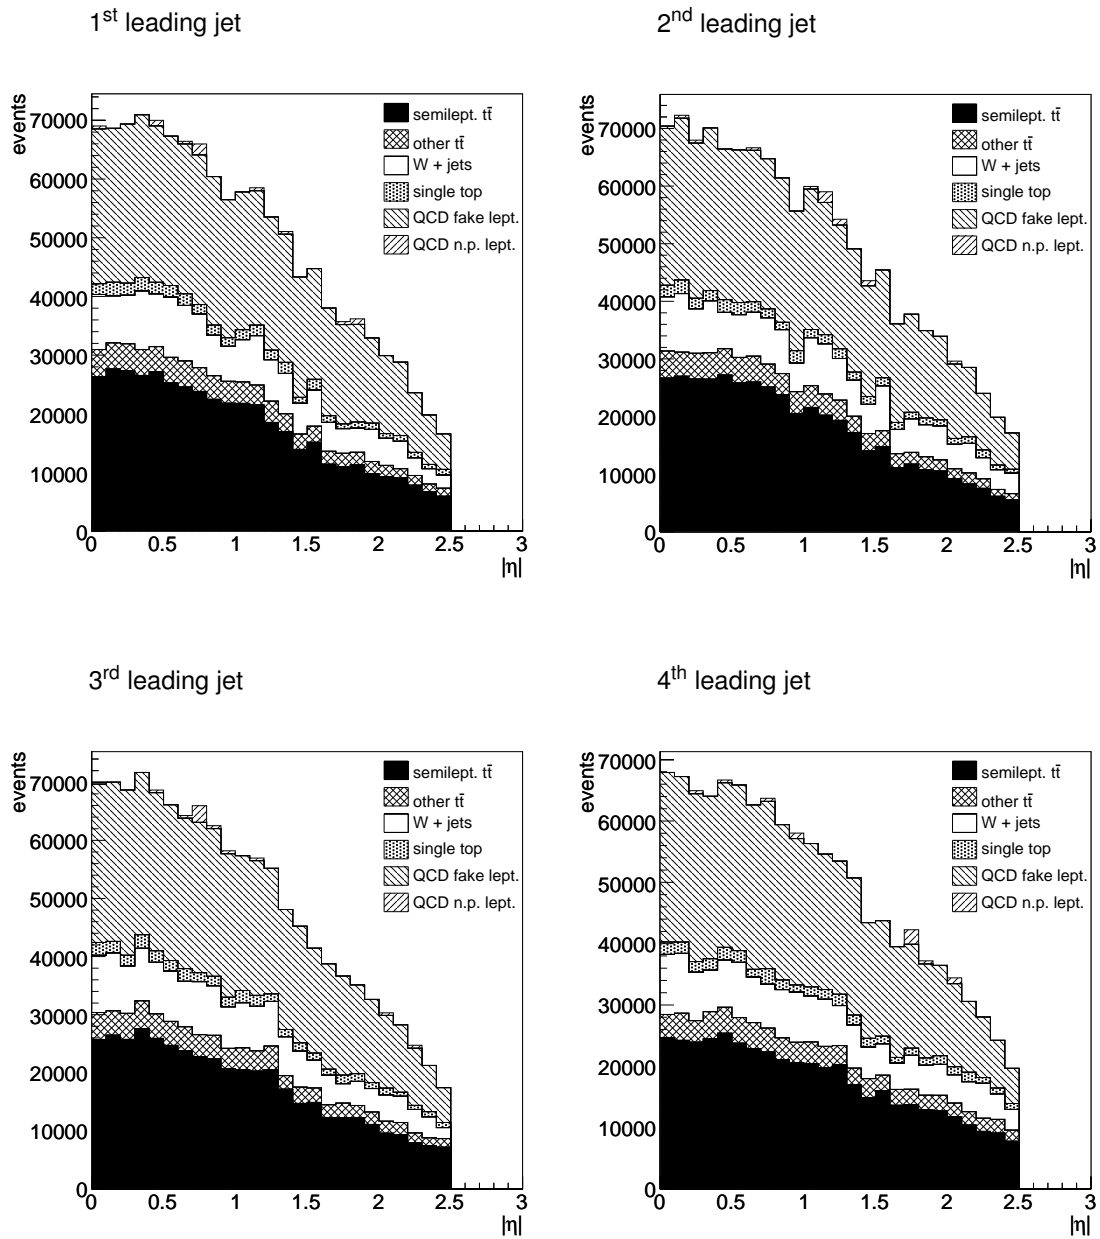 1st leading jet
events
70000
60000
50000
40000
30000
20000
10000
0
semilept. tt̄
other tt̄
W + jets
single top
QCD fake lept.
QCD n.p. lept.
0 0.5 1 1.5 2 2.5 3
|η|
2nd leading jet
events
70000
60000
50000
40000
30000
20000
10000
0
semilept. tt̄
other tt̄
W + jets
single top
QCD fake lept.
QCD n.p. lept.
0 0.5 1 1.5 2 2.5 3
|η|
3rd leading jet
events
70000
60000
50000
40000
30000
20000
10000
0
semilept. tt̄
other tt̄
W + jets
single top
QCD fake lept.
QCD n.p. lept.
0 0.5 1 1.5 2 2.5 3
|η|
4th leading jet
events
70000
60000
50000
40000
30000
20000
10000
0
semilept. tt̄
other tt̄
W + jets
single top
QCD fake lept.
QCD n.p. lept.
0 0.5 1 1.5 2 2.5 3
|η|